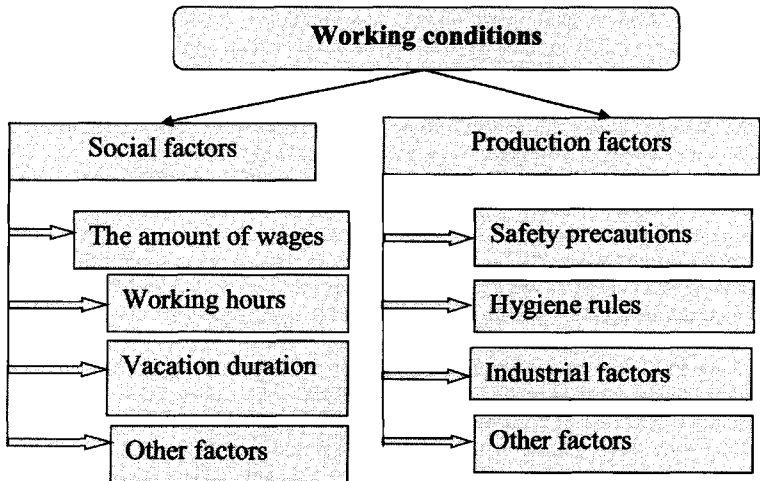 Working conditions
Social factors
The amount of wages
Working hours
Vacation duration
Other factors
Production factors
Safety precautions
Hygiene rules
Industrial factors
Other factors